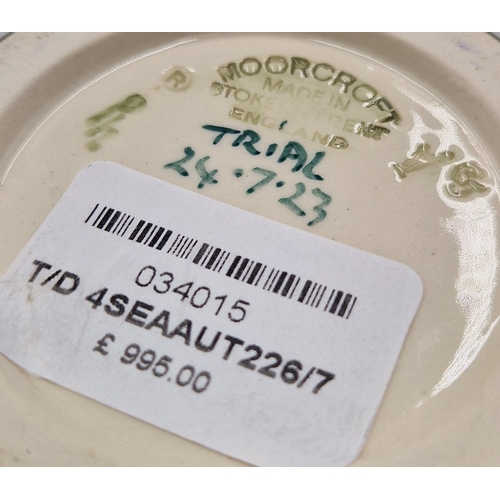 MOORCROFT
MADE IN
STOKE ON TRENT
ENGLAND
®
TRIAL
24.7.23
034015
T/D 4SEAAUT226/7
£ 995.00